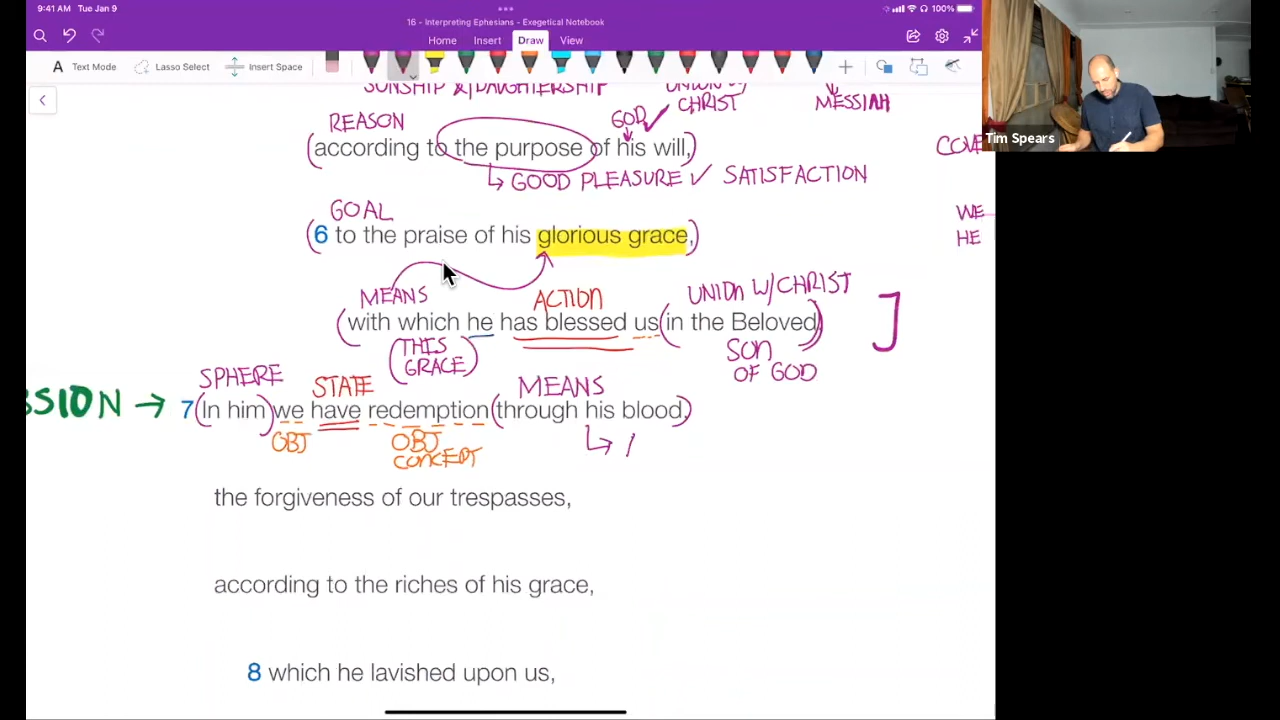 9:41 AM Tue Jan 9
100%
16 - Interpreting Ephesians - Exegetical Notebook
Home Insert Draw View
A Text Mode Lasso Select Insert Space
Tim Spears
SONSHIP & DAUGHTERSHIP
CHRIST
MESSIAH
REASON
GOD
(according to the purpose of his will,)
GOOD PLEASURE ✓ SATISFACTION
GOAL
WE
HE
(6 to the praise of his glorious grace,)
MEANS ACTION UNION W/CHRIST
(with which he has blessed us (in the Beloved))
(THIS GRACE)
SON OF GOD
SPHERE STATE MEANS
→ 7 (In him) we have redemption (through his blood,)
OBJ OBJ CONCEPT
the forgiveness of our trespasses,
according to the riches of his grace,
8 which he lavished upon us,